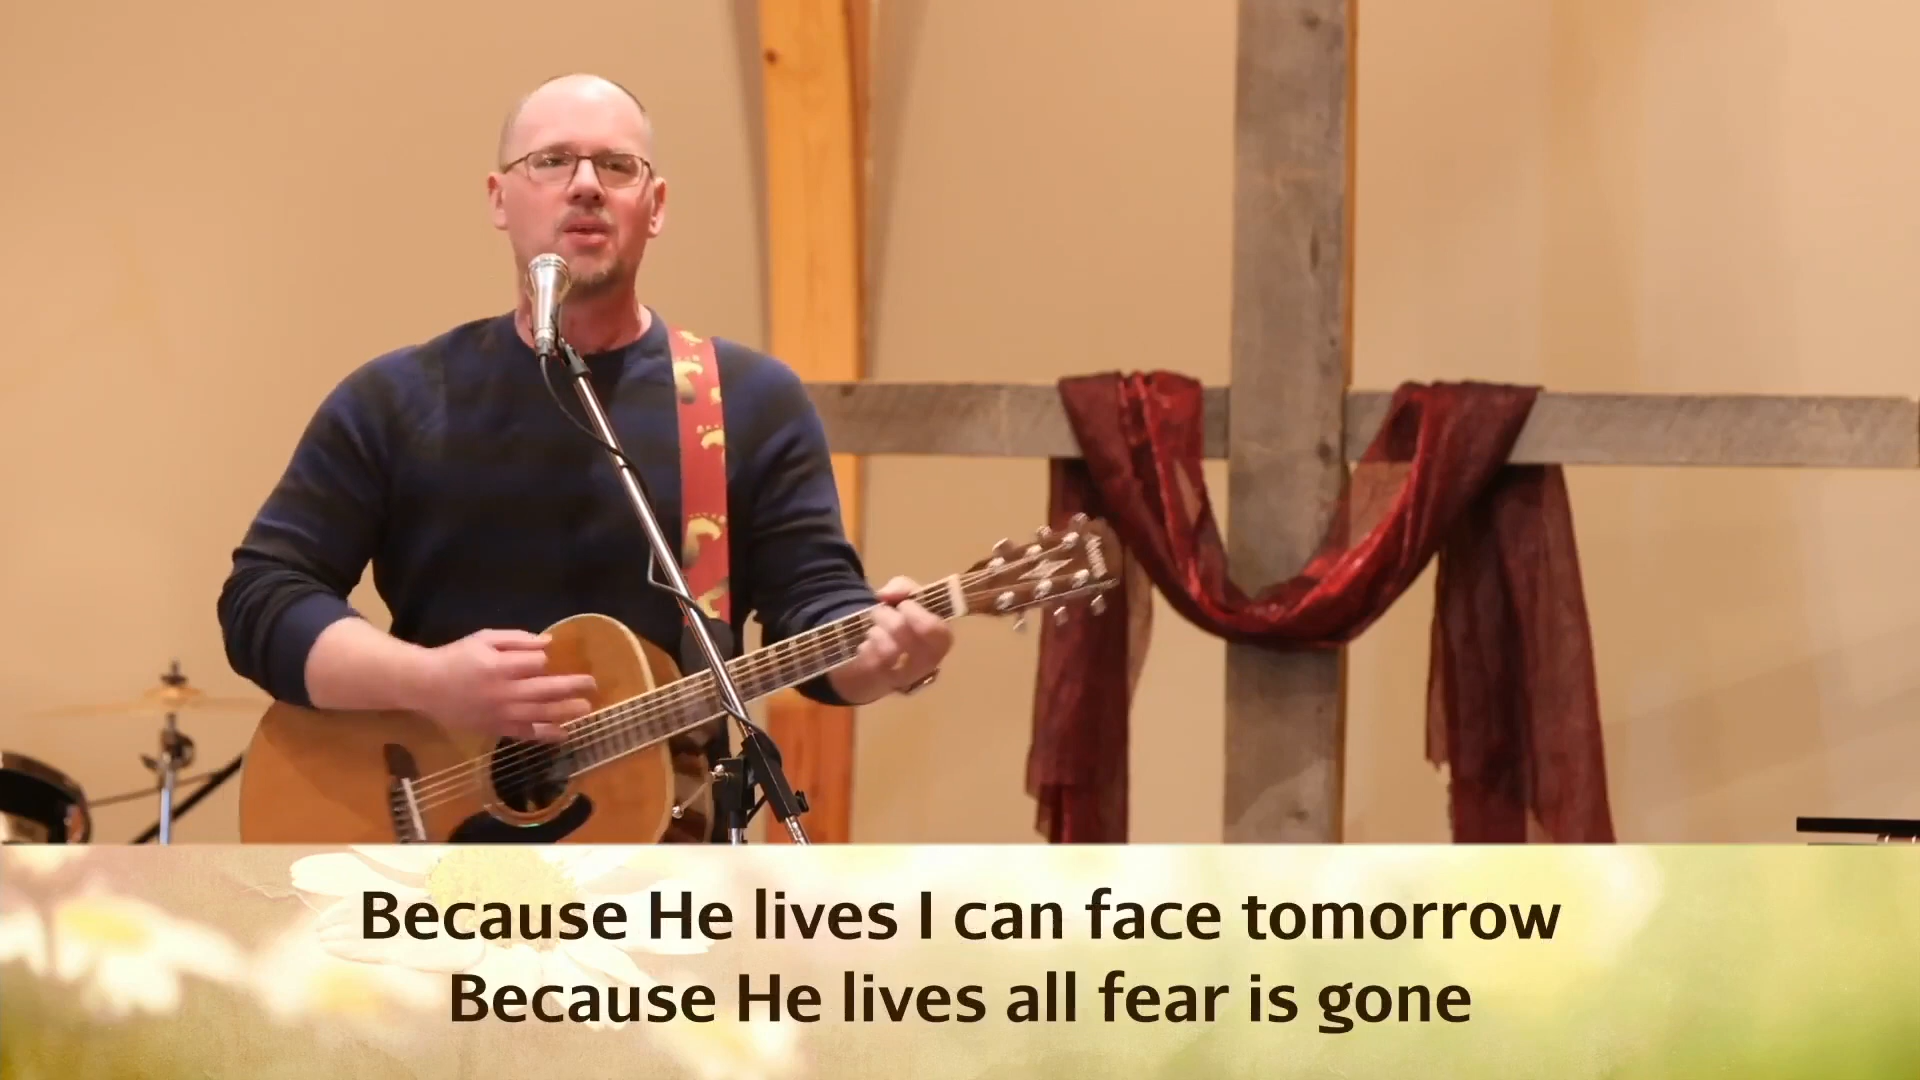 Because He lives I can face tomorrow
Because He lives all fear is gone